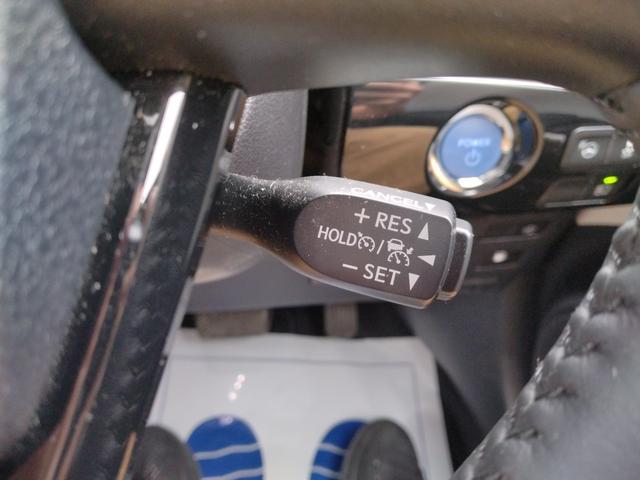 POWER
CANCEL▼
+ RES ▲
HOLD / ◀
− SET ▼